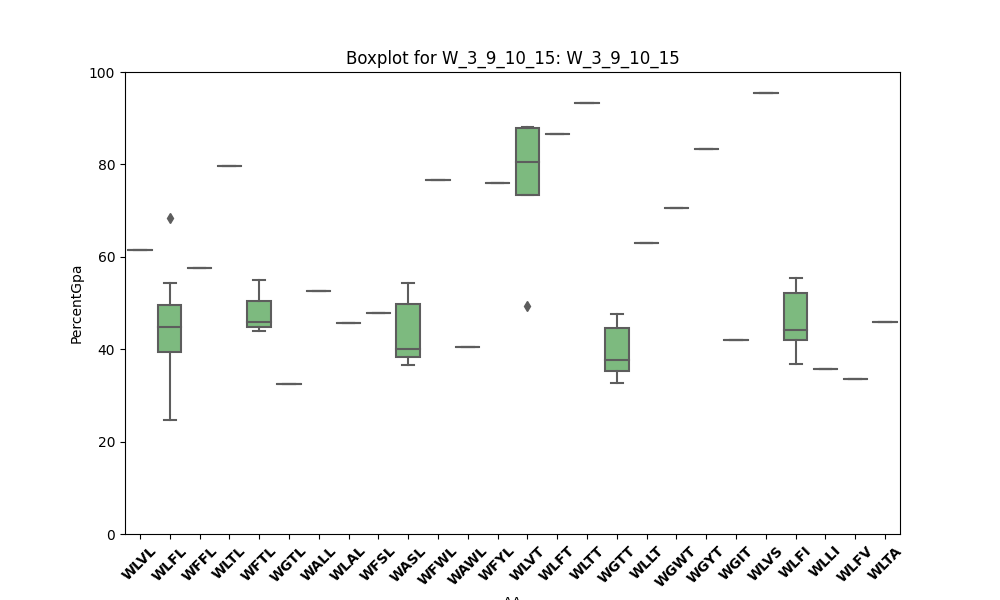 Boxplot for W_3_9_10_15: W_3_9_10_15
100
80
60
40
20
0
PercentGpa
WLVL WLFL WFFL WLTL WFTL WGTL WALL WLAL WFSL WASL WFWL WAWL WFYL WLVT WLFT WLTT WGTT WLLT WGWT WGYT WGIT WLVS WLFI WLLI WLFV WLTA